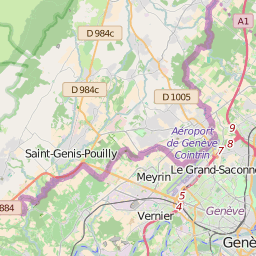 A1
D 984c
D 984c
D 1005
Aéroport
de Genève
Cointrin
9
8
7
Saint-Genis-Pouilly
Le Grand-Saconne
Meyrin
5
4
884
Vernier
Genève
Genè